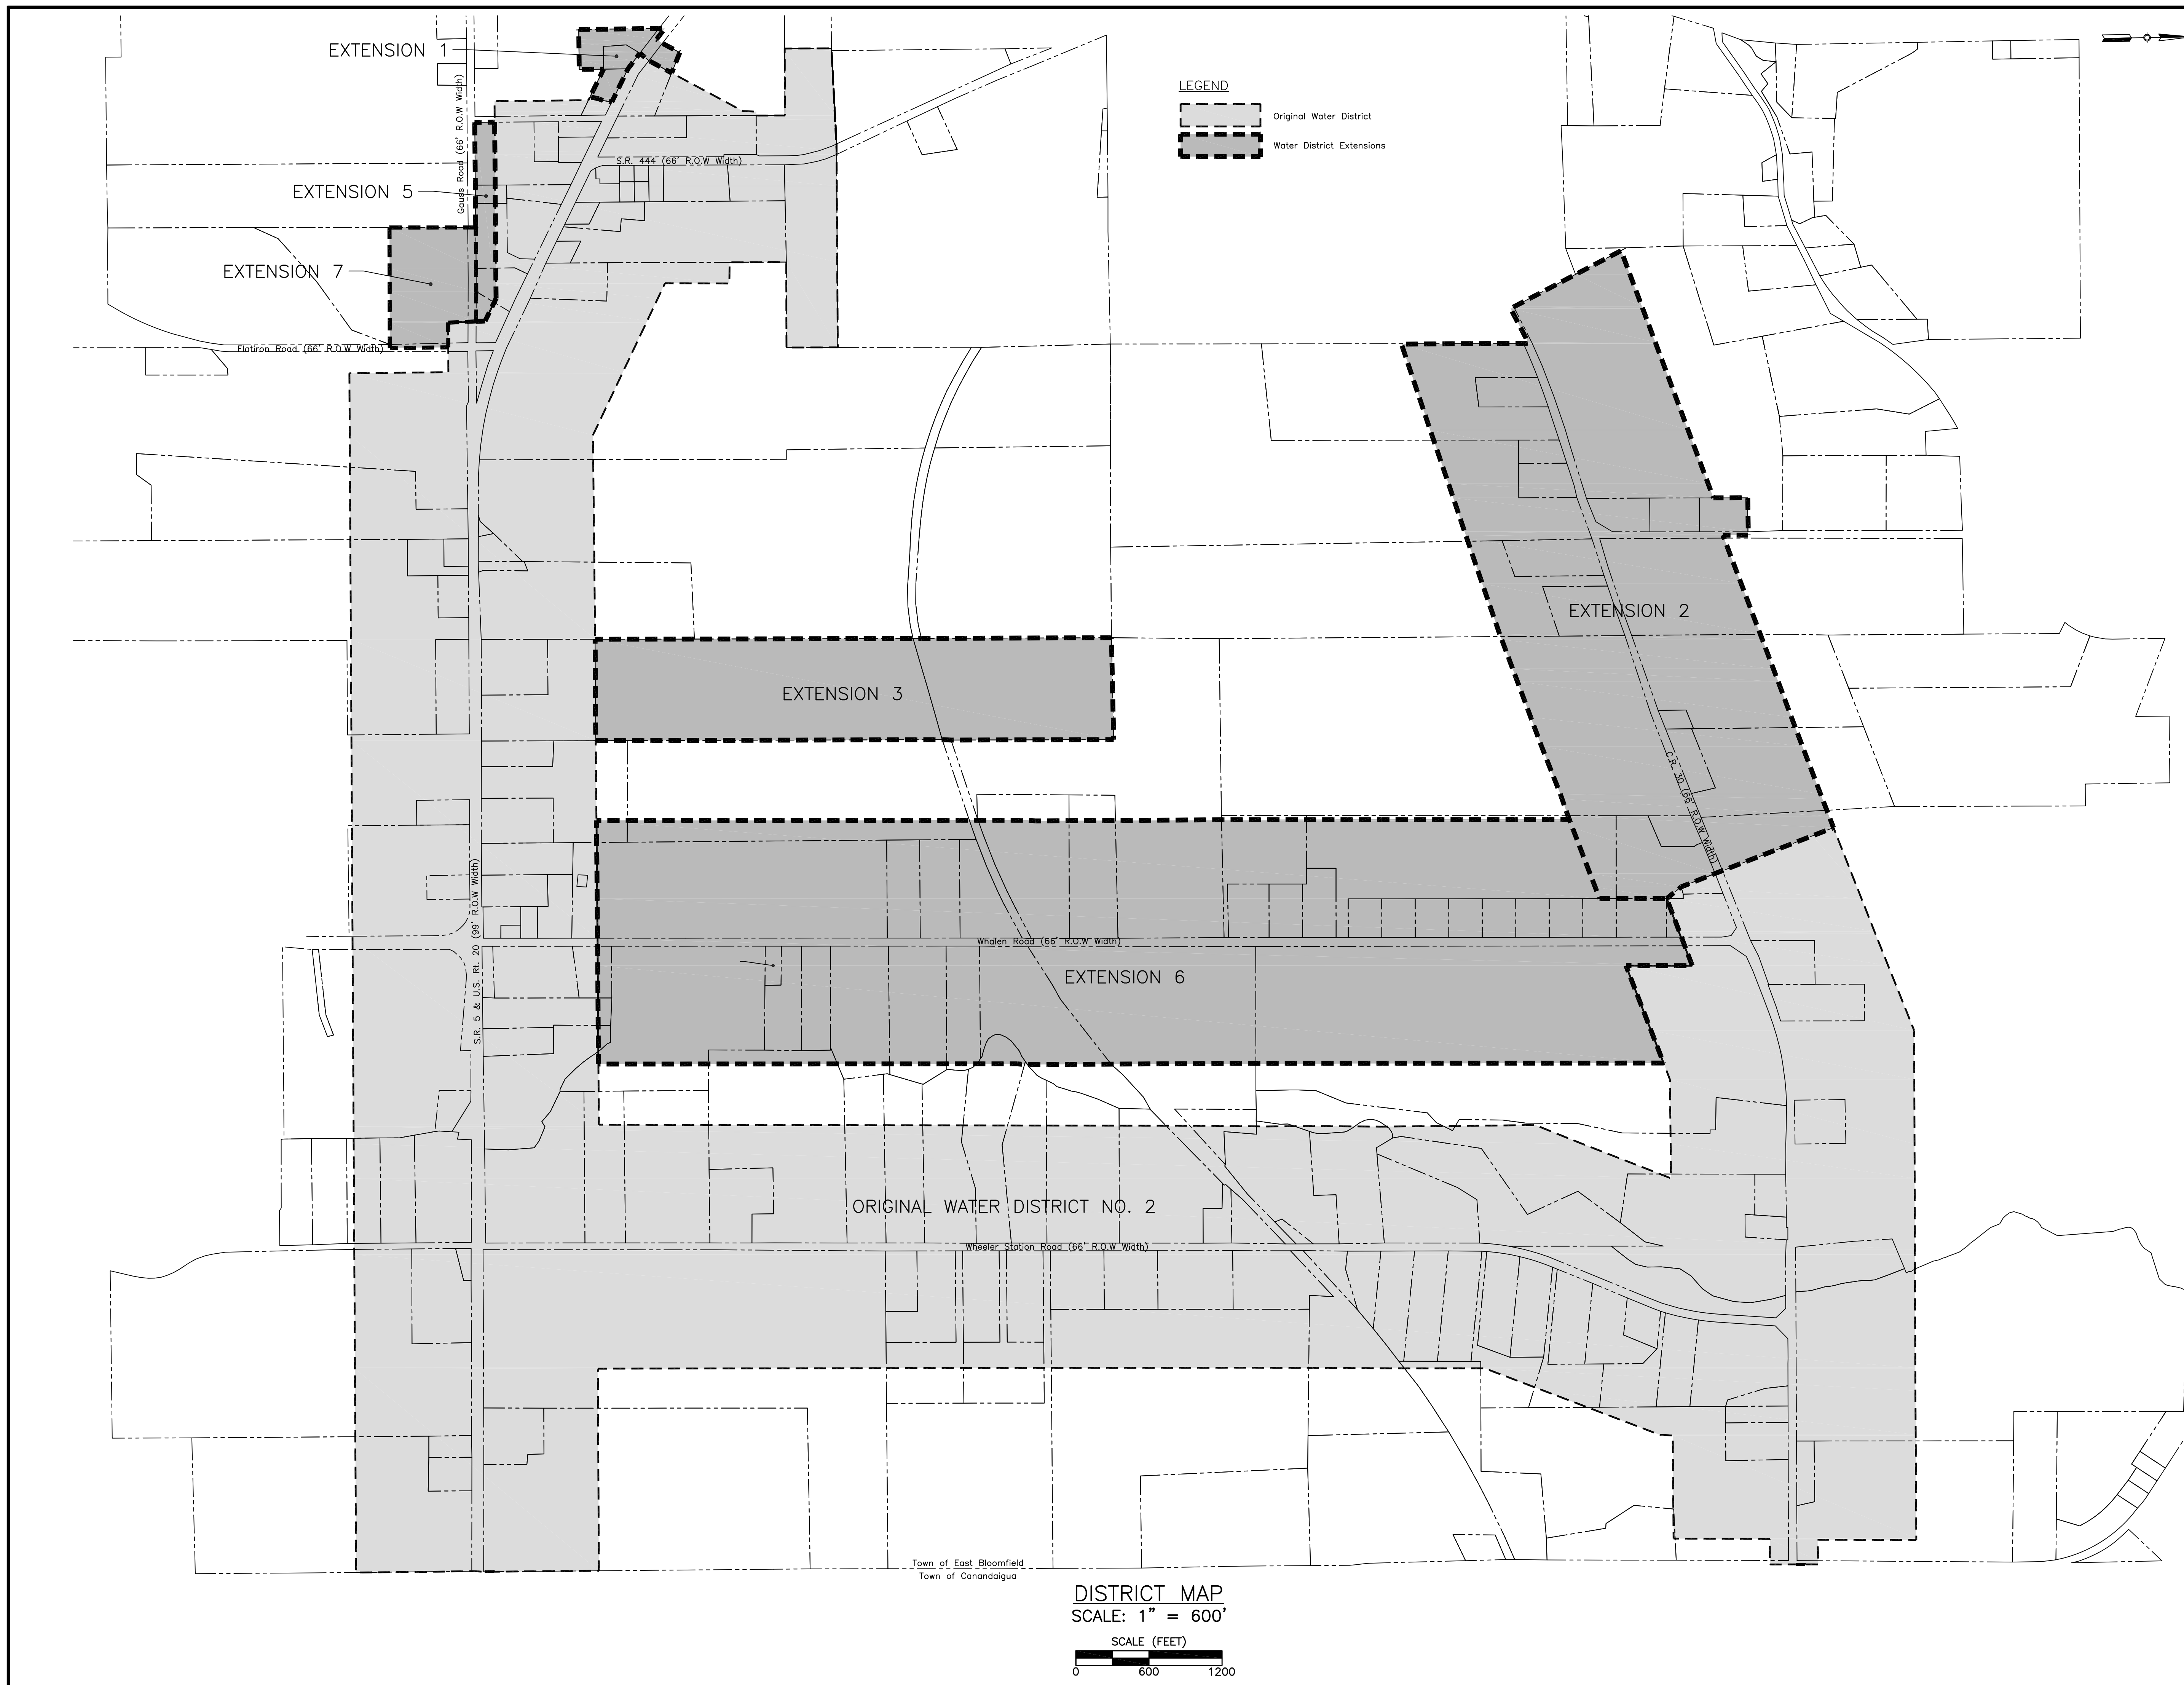 EXTENSION 1
LEGEND
Original Water District
Water District Extensions
Gauss Road (66' R.O.W Width)
S.R. 444 (66' R.O.W Width)
EXTENSION 5
EXTENSION 7
Flatiron Road (66' R.O.W Width)
EXTENSION 2
EXTENSION 3
C.R. 30 (66' R.O.W Width)
S.R. 5 & U.S. Rt. 20 (99' R.O.W Width)
Whalen Road (66' R.O.W Width)
EXTENSION 6
ORIGINAL WATER DISTRICT NO. 2
Wheeler Station Road (66' R.O.W Width)
Town of East Bloomfield
Town of Canandaigua
DISTRICT MAP
SCALE: 1" = 600'
SCALE (FEET)
0 600 1200